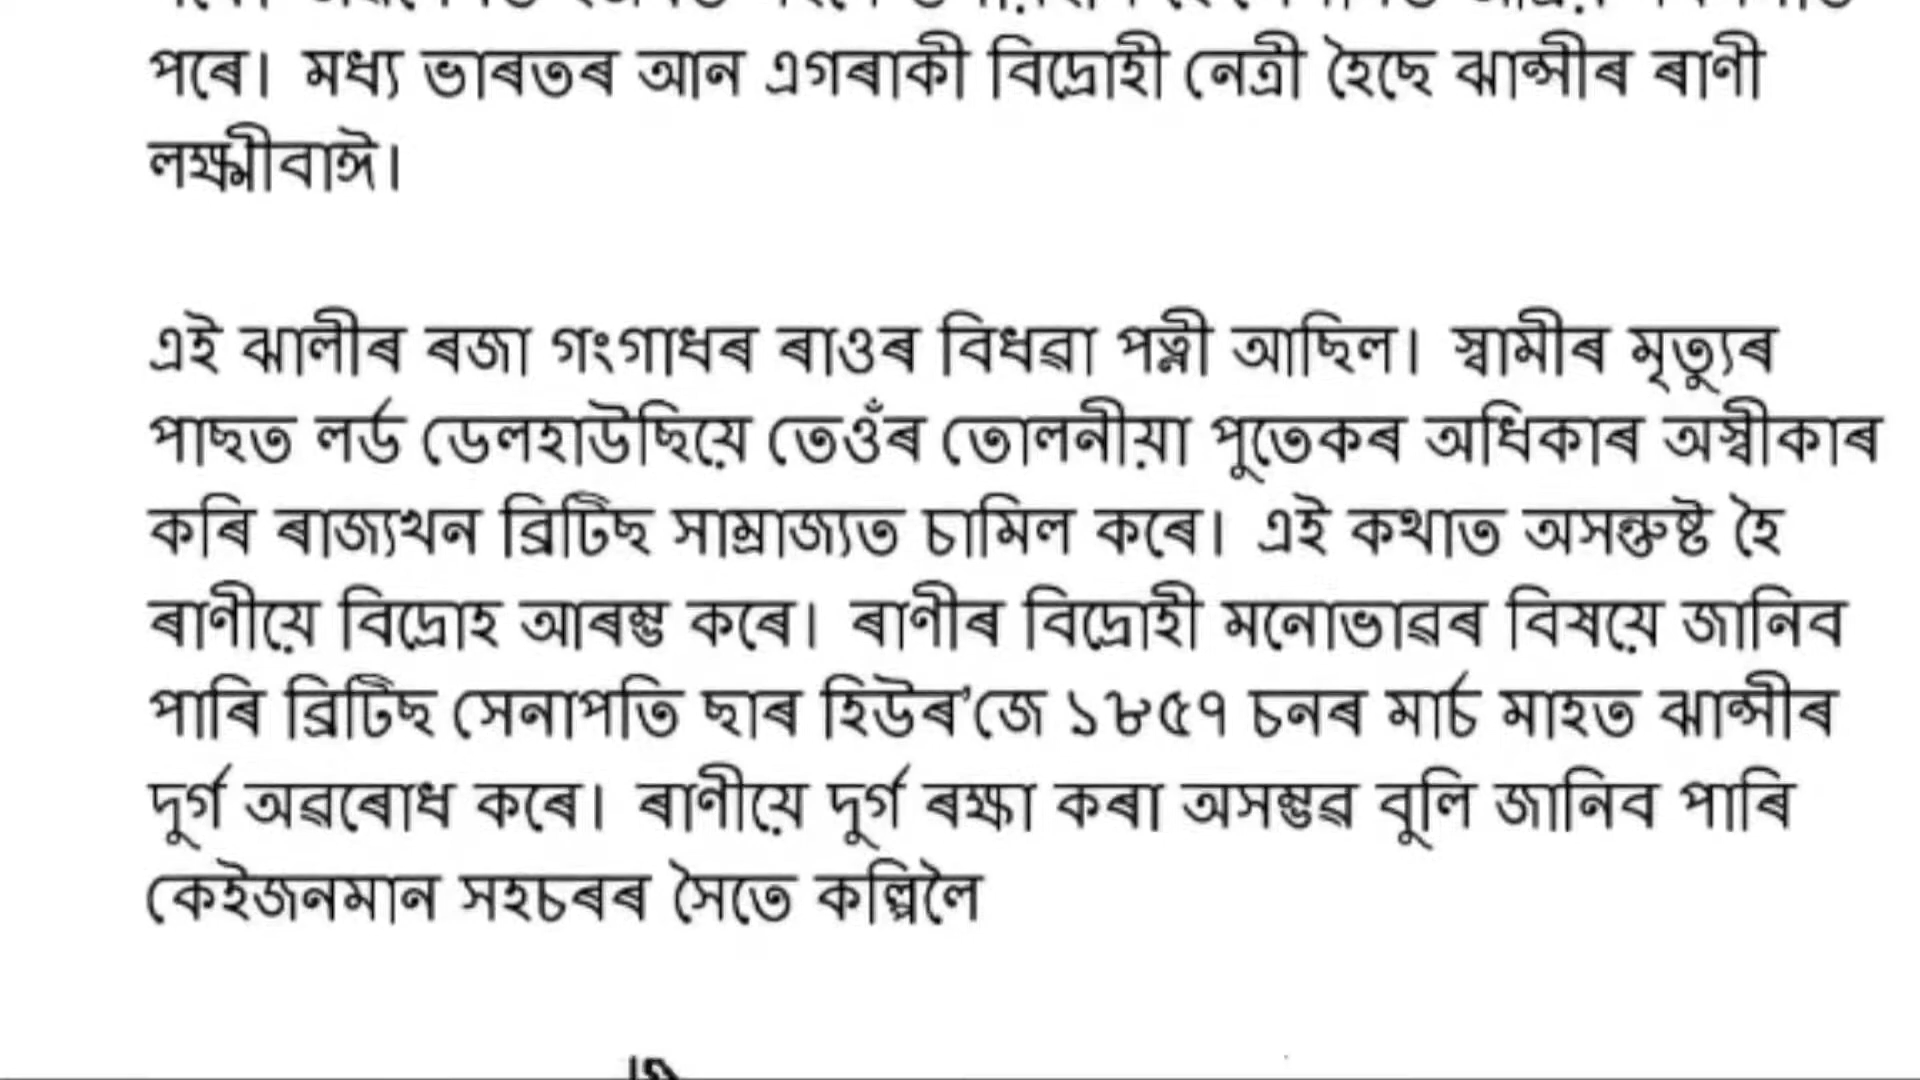 পৰে। মধ্য ভাৰতৰ আন এগৰাকী বিদ্ৰোহী নেত্ৰী হৈছে ঝান্সীৰ ৰাণী
লক্ষ্মীবাঈ।
এই ঝালীৰ ৰজা গংগাধৰ ৰাওৰ বিধৱা পত্নী আছিল। স্বামীৰ মৃত্যুৰ
পাছত লৰ্ড ডেলহাউছিয়ে তেওঁৰ তোলনীয়া পুতেকৰ অধিকাৰ অস্বীকাৰ
কৰি ৰাজ্যখন ব্ৰিটিছ সাম্ৰাজ্যত চামিল কৰে। এই কথাত অসন্তুষ্ট হৈ
ৰাণীয়ে বিদ্ৰোহ আৰম্ভ কৰে। ৰাণীৰ বিদ্ৰোহী মনোভাৱৰ বিষয়ে জানিব
পাৰি ব্ৰিটিছ সেনাপতি ছাৰ হিউৰ’জে ১৮৫৭ চনৰ মাৰ্চ মাহত ঝান্সীৰ
দুৰ্গ অৱৰোধ কৰে। ৰাণীয়ে দুৰ্গ ৰক্ষা কৰা অসম্ভৱ বুলি জানিব পাৰি
কেইজনমান সহচৰৰ সৈতে কল্পিলৈ